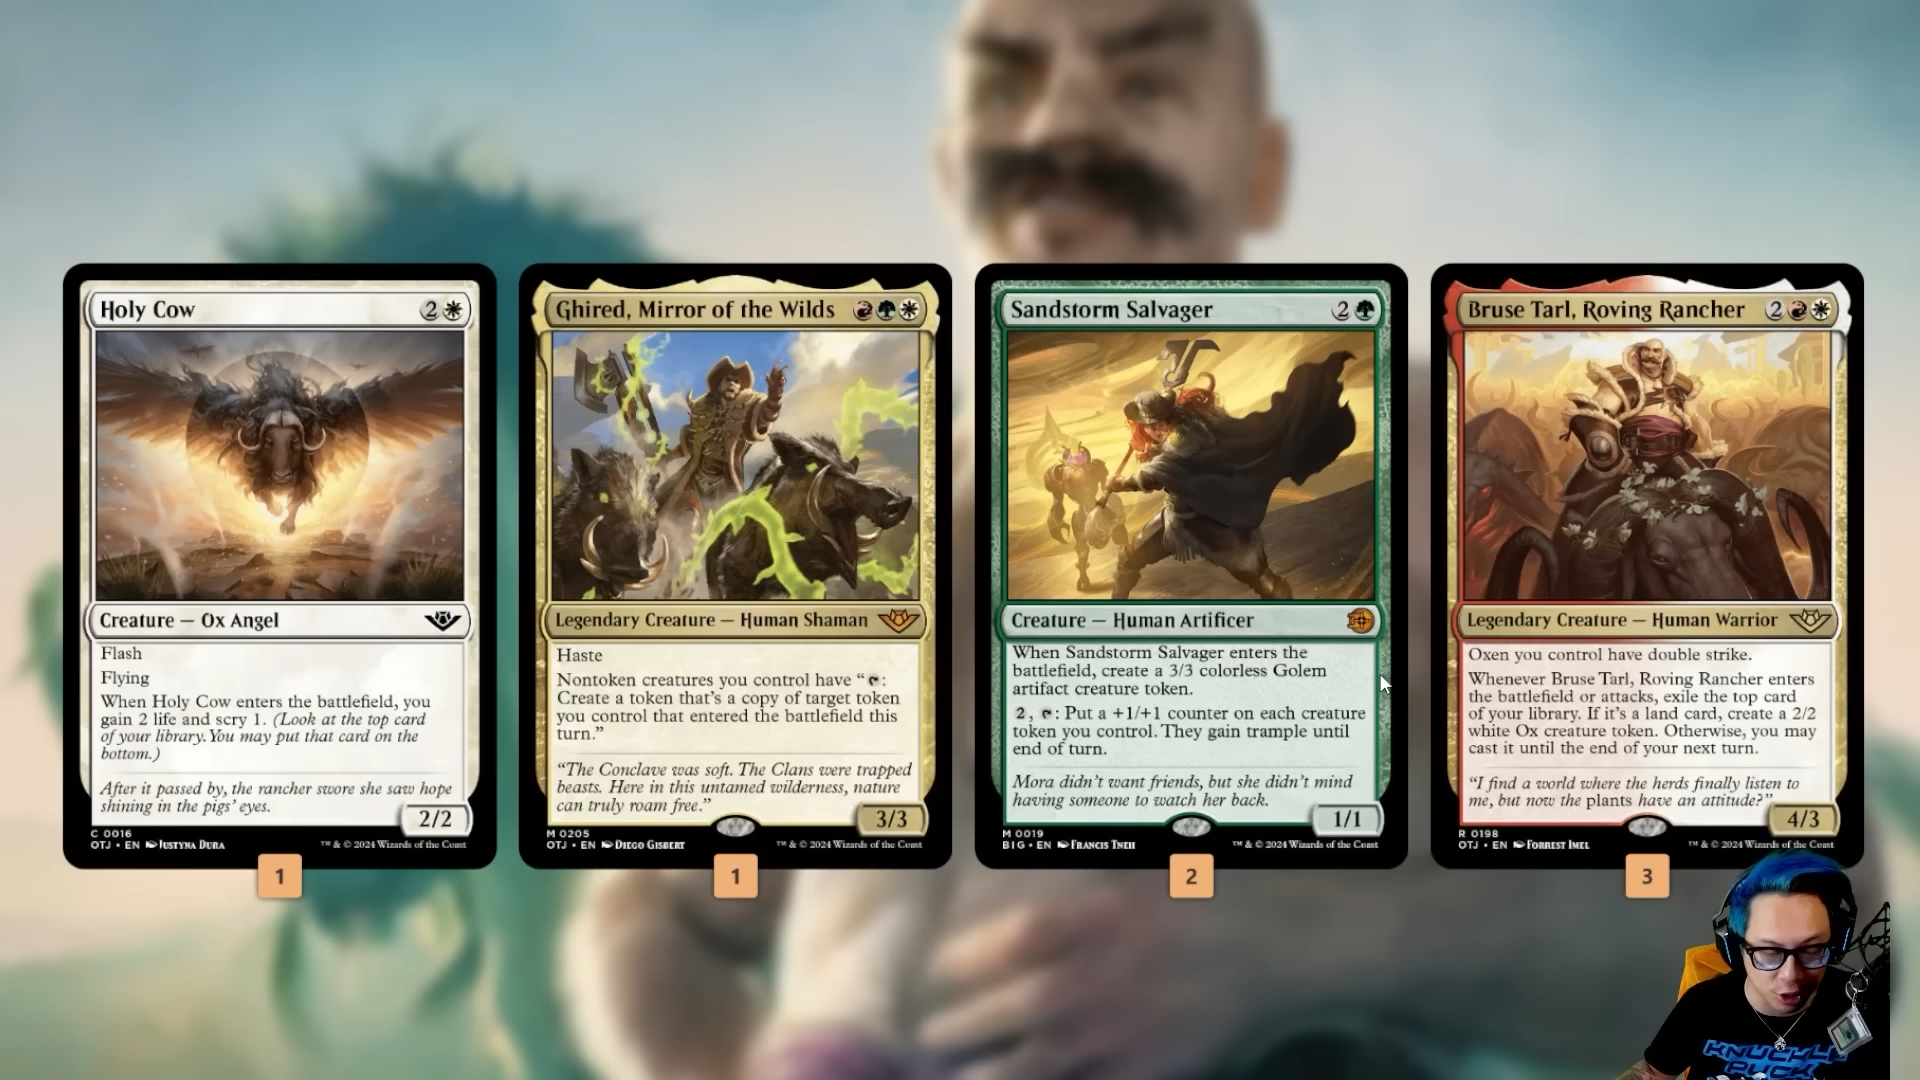 Holy Cow 2
Creature — Ox Angel
Flash
Flying
When Holy Cow enters the battlefield, you
gain 2 life and scry 1. (Look at the top card
of your library. You may put that card on the
bottom.)
After it passed by, the rancher swore she saw hope
shining in the pigs' eyes.
2/2
C 0016
OTJ • EN Justyna Dura
™ & © 2024 Wizards of the Coast
1
Ghired, Mirror of the Wilds
Legendary Creature — Human Shaman
Haste
Nontoken creatures you control have “ :
Create a token that's a copy of target token
you control that entered the battlefield this
turn.”
“The Conclave was soft. The Clans were trapped
beasts. Here in this untamed wilderness, nature
can truly roam free.”
3/3
M 0205
OTJ • EN Diego Gisbert
™ & © 2024 Wizards of the Coast
1
Sandstorm Salvager 2
Creature — Human Artificer
When Sandstorm Salvager enters the
battlefield, create a 3/3 colorless Golem
artifact creature token.
2, : Put a +1/+1 counter on each creature
token you control. They gain trample until
end of turn.
Mora didn't want friends, but she didn't mind
having someone to watch her back.
1/1
M 0019
BIG • EN Francis Tneh
™ & © 2024 Wizards of the Coast
2
Bruse Tarl, Roving Rancher 2
Legendary Creature — Human Warrior
Oxen you control have double strike.
Whenever Bruse Tarl, Roving Rancher enters
the battlefield or attacks, exile the top card
of your library. If it's a land card, create a 2/2
white Ox creature token. Otherwise, you may
cast it until the end of your next turn.
“I find a world where the herds finally listen to
me, but now the plants have an attitude?”
4/3
R 0198
OTJ • EN Forrest Imel
™ & © 2024 Wizards of the Coast
3
KNUCKLE
PUCK